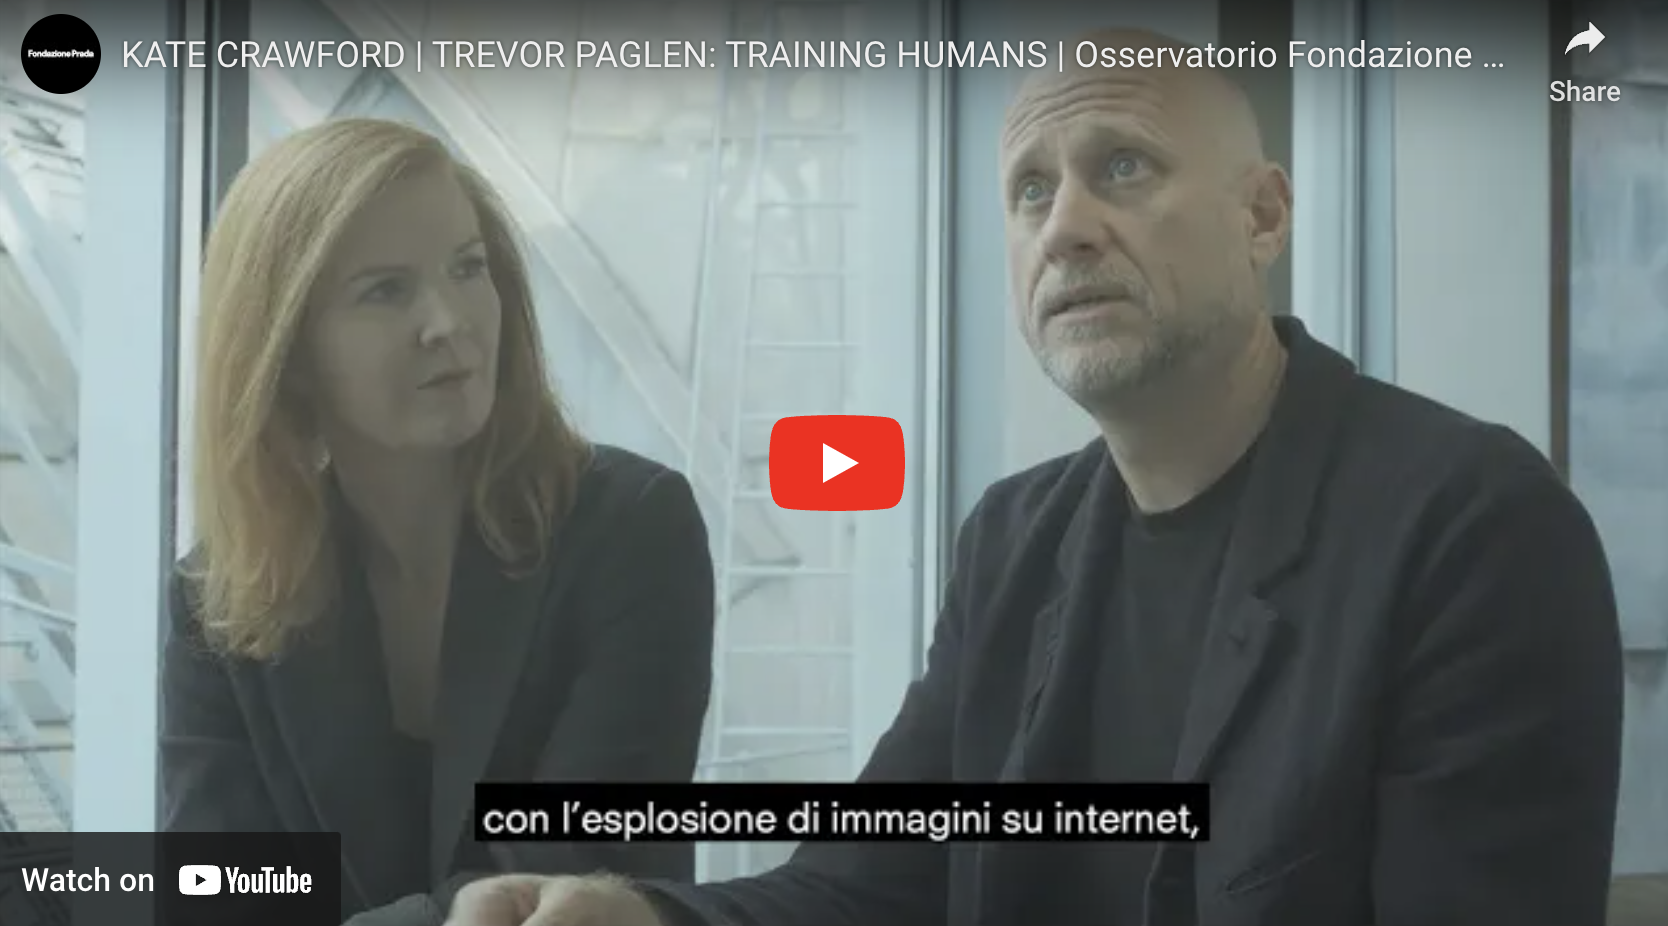 Fondazione Prada
KATE CRAWFORD | TREVOR PAGLEN: TRAINING HUMANS | Osservatorio Fondazione ...
Share
con l'esplosione di immagini su internet,
Watch on YouTube